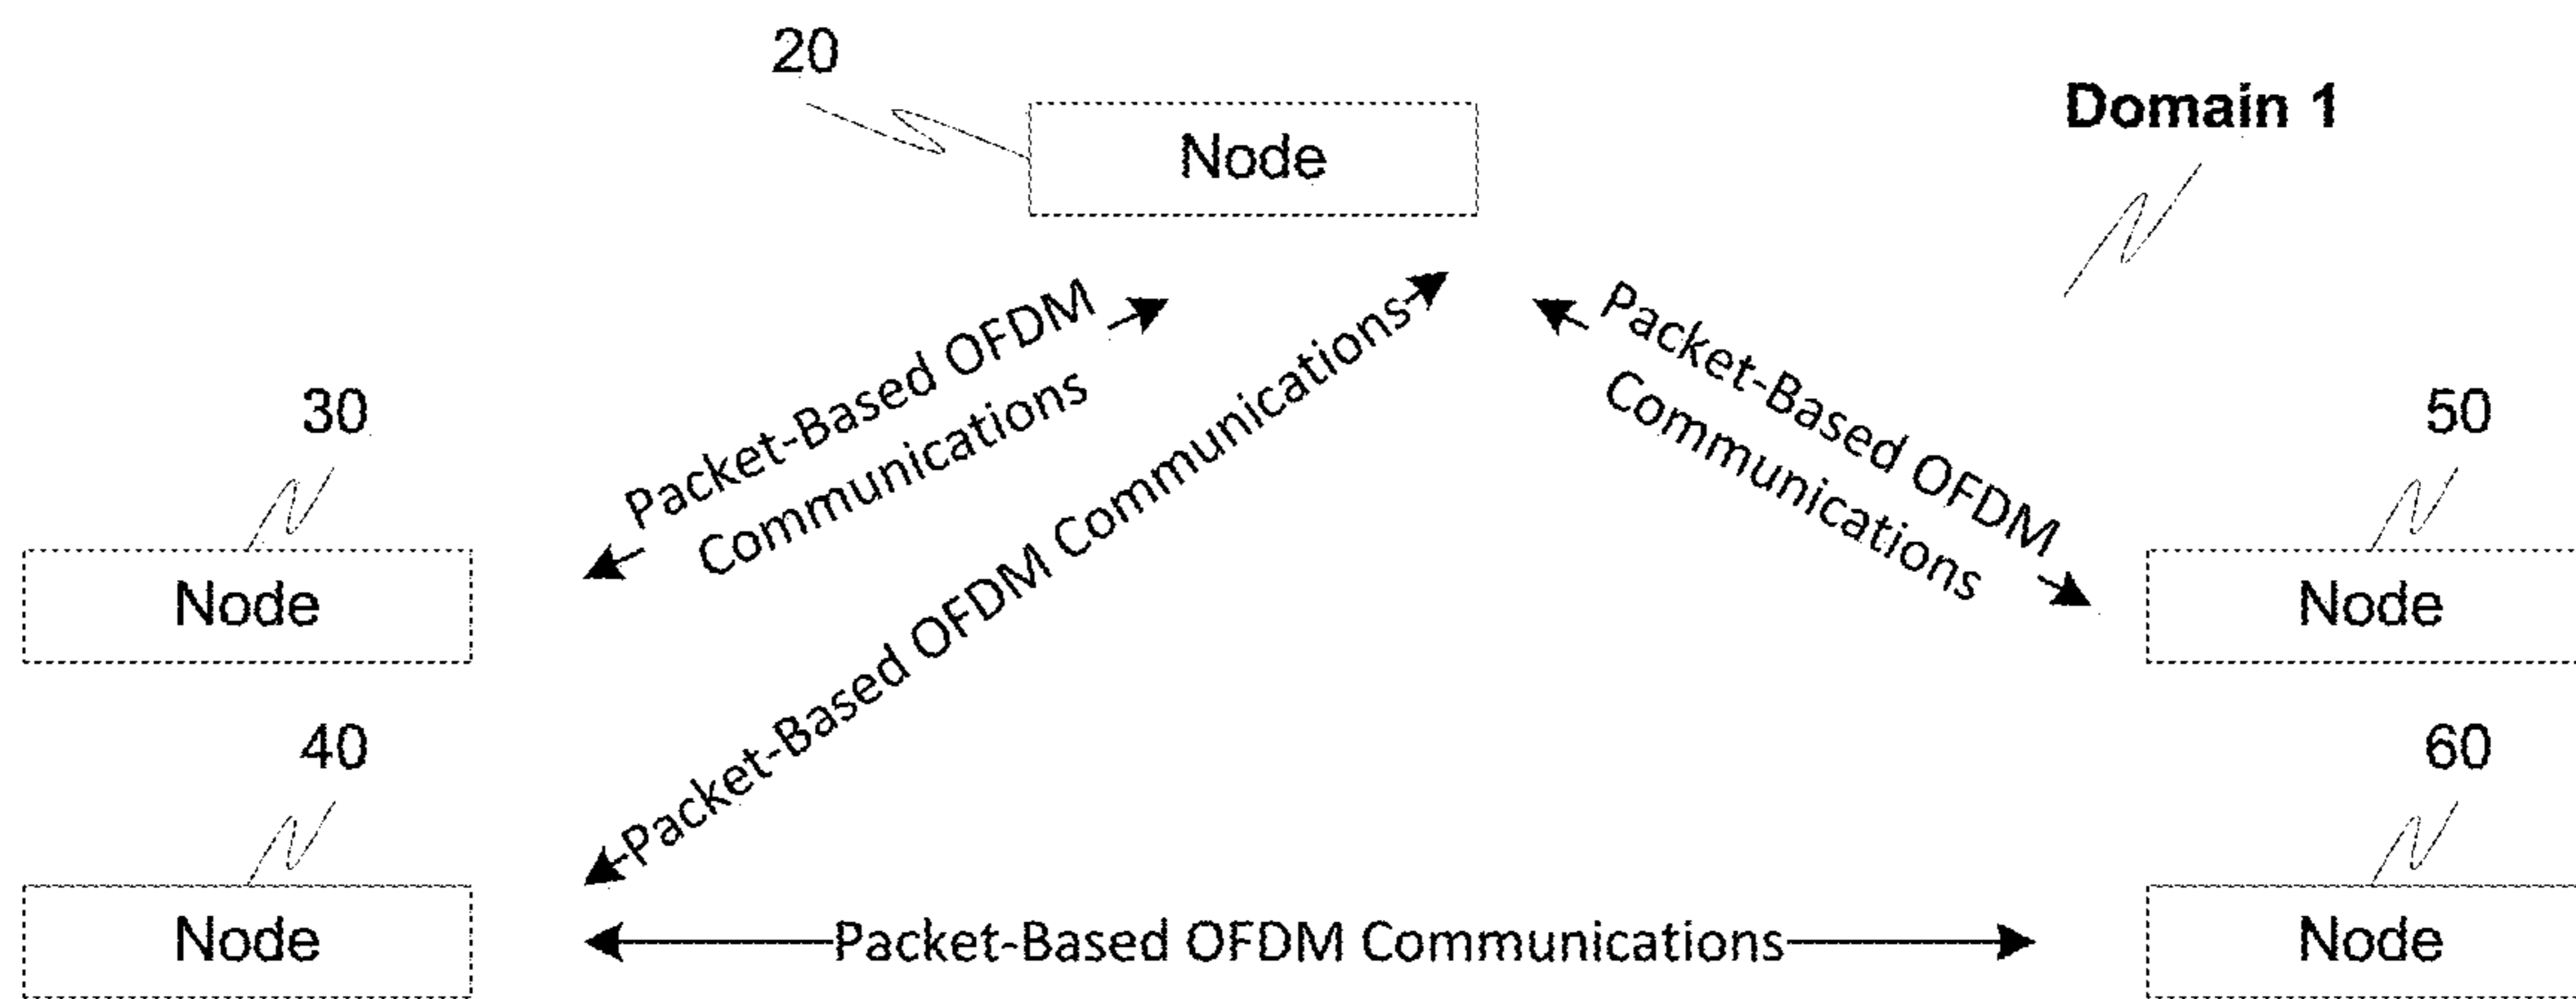 20
Domain 1
Node
Packet-Based OFDM
Communications
Packet-Based OFDM
Communications
Packet-Based OFDM Communications
30
50
Node
Node
40
60
Node
Packet-Based OFDM Communications
Node